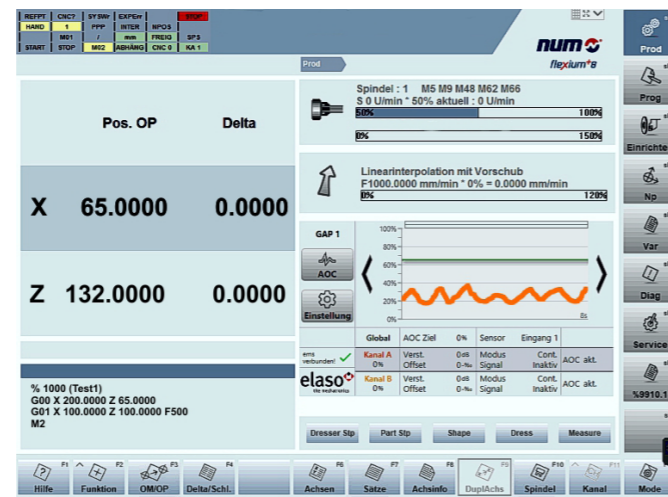 REFPT CNC? SYSWr EXPErr STOP
HAND 1 PPP INTER NPOS
M01 / mm FREIG SPS
START STOP M02 ABHÄNG CNC 0 KA 1
num
flexium+8
Prod
Prod
Prog
Einrichte
Np
Var
Diag
Service
%9910.1
Mode
Pos. OP Delta
X 65.0000 0.0000
Z 132.0000 0.0000
Spindel : 1 M5 M9 M48 M62 M66
S 0 U/min * 50% aktuell : 0 U/min
50% 100%
0% 150%
Linearinterpolation mit Vorschub
F1000.0000 mm/min * 0% = 0.0000 mm/min
0% 120%
GAP 1
AOC
Einstellung
100%
80%
60%
40%
20%
0%
8s
Global AOC Ziel 0% Sensor Eingang 1
ems verbunden! Kanal A Verst. 0dB Modus Cont. AOC akt.
0% Offset 0-‰ Signal Inaktiv
elaso Kanal B Verst. 0dB Modus Cont. AOC akt.
0% Offset 0-‰ Signal Inaktiv
% 1000 (Test1)
G00 X 200.0000 Z 65.0000
G01 X 100.0000 Z 100.0000 F500
M2
Dresser Stp Part Stp Shape Dress Measure
F1 F2 F3 F4 F6 F7 F8 F9 F10 F11
Hilfe Funktion OM/OP Delta/Schl. Achsen Sätze Achsinfo DuplAchs Spindel Kanal